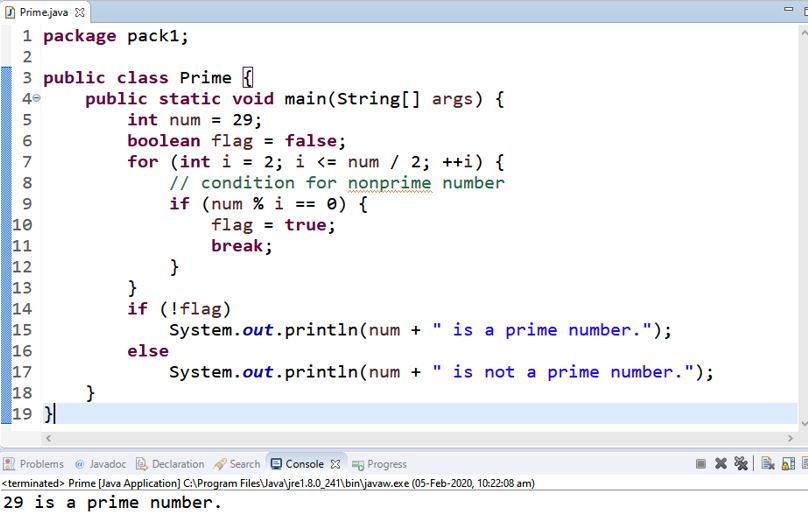 Prime.java
1 package pack1;
2
3 public class Prime {
4 public static void main(String[] args) {
5 int num = 29;
6 boolean flag = false;
7 for (int i = 2; i <= num / 2; ++i) {
8 // condition for nonprime number
9 if (num % i == 0) {
10 flag = true;
11 break;
12 }
13 }
14 if (!flag)
15 System.out.println(num + " is a prime number.");
16 else
17 System.out.println(num + " is not a prime number.");
18 }
19 }
Problems @ Javadoc Declaration Search Console Progress
<terminated> Prime [Java Application] C:\Program Files\Java\jre1.8.0_241\bin\javaw.exe (05-Feb-2020, 10:22:08 am)
29 is a prime number.